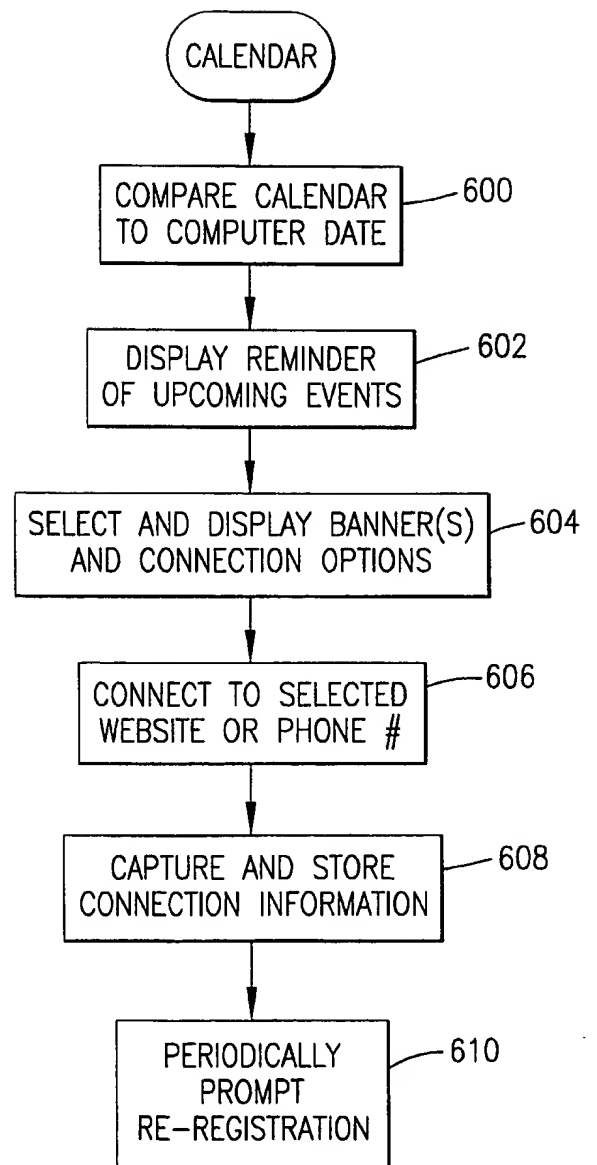 CALENDAR
COMPARE CALENDAR
TO COMPUTER DATE
600
DISPLAY REMINDER
OF UPCOMING EVENTS
602
SELECT AND DISPLAY BANNER(S)
AND CONNECTION OPTIONS
604
CONNECT TO SELECTED
WEBSITE OR PHONE #
606
CAPTURE AND STORE
CONNECTION INFORMATION
608
PERIODICALLY
PROMPT
RE-REGISTRATION
610